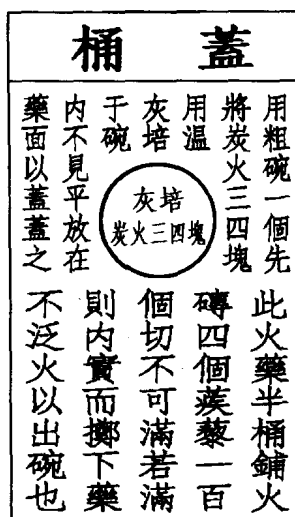 桶蓋
用粗碗一個先
將炭火三四塊
用溫
灰培
于碗
內不見平放在
藥面以蓋蓋之
灰培
炭火三四塊
此火藥半桶鋪火
磚四個蒺藜一百
個切不可滿若滿
則內實而擲下藥
不泛火以出碗也